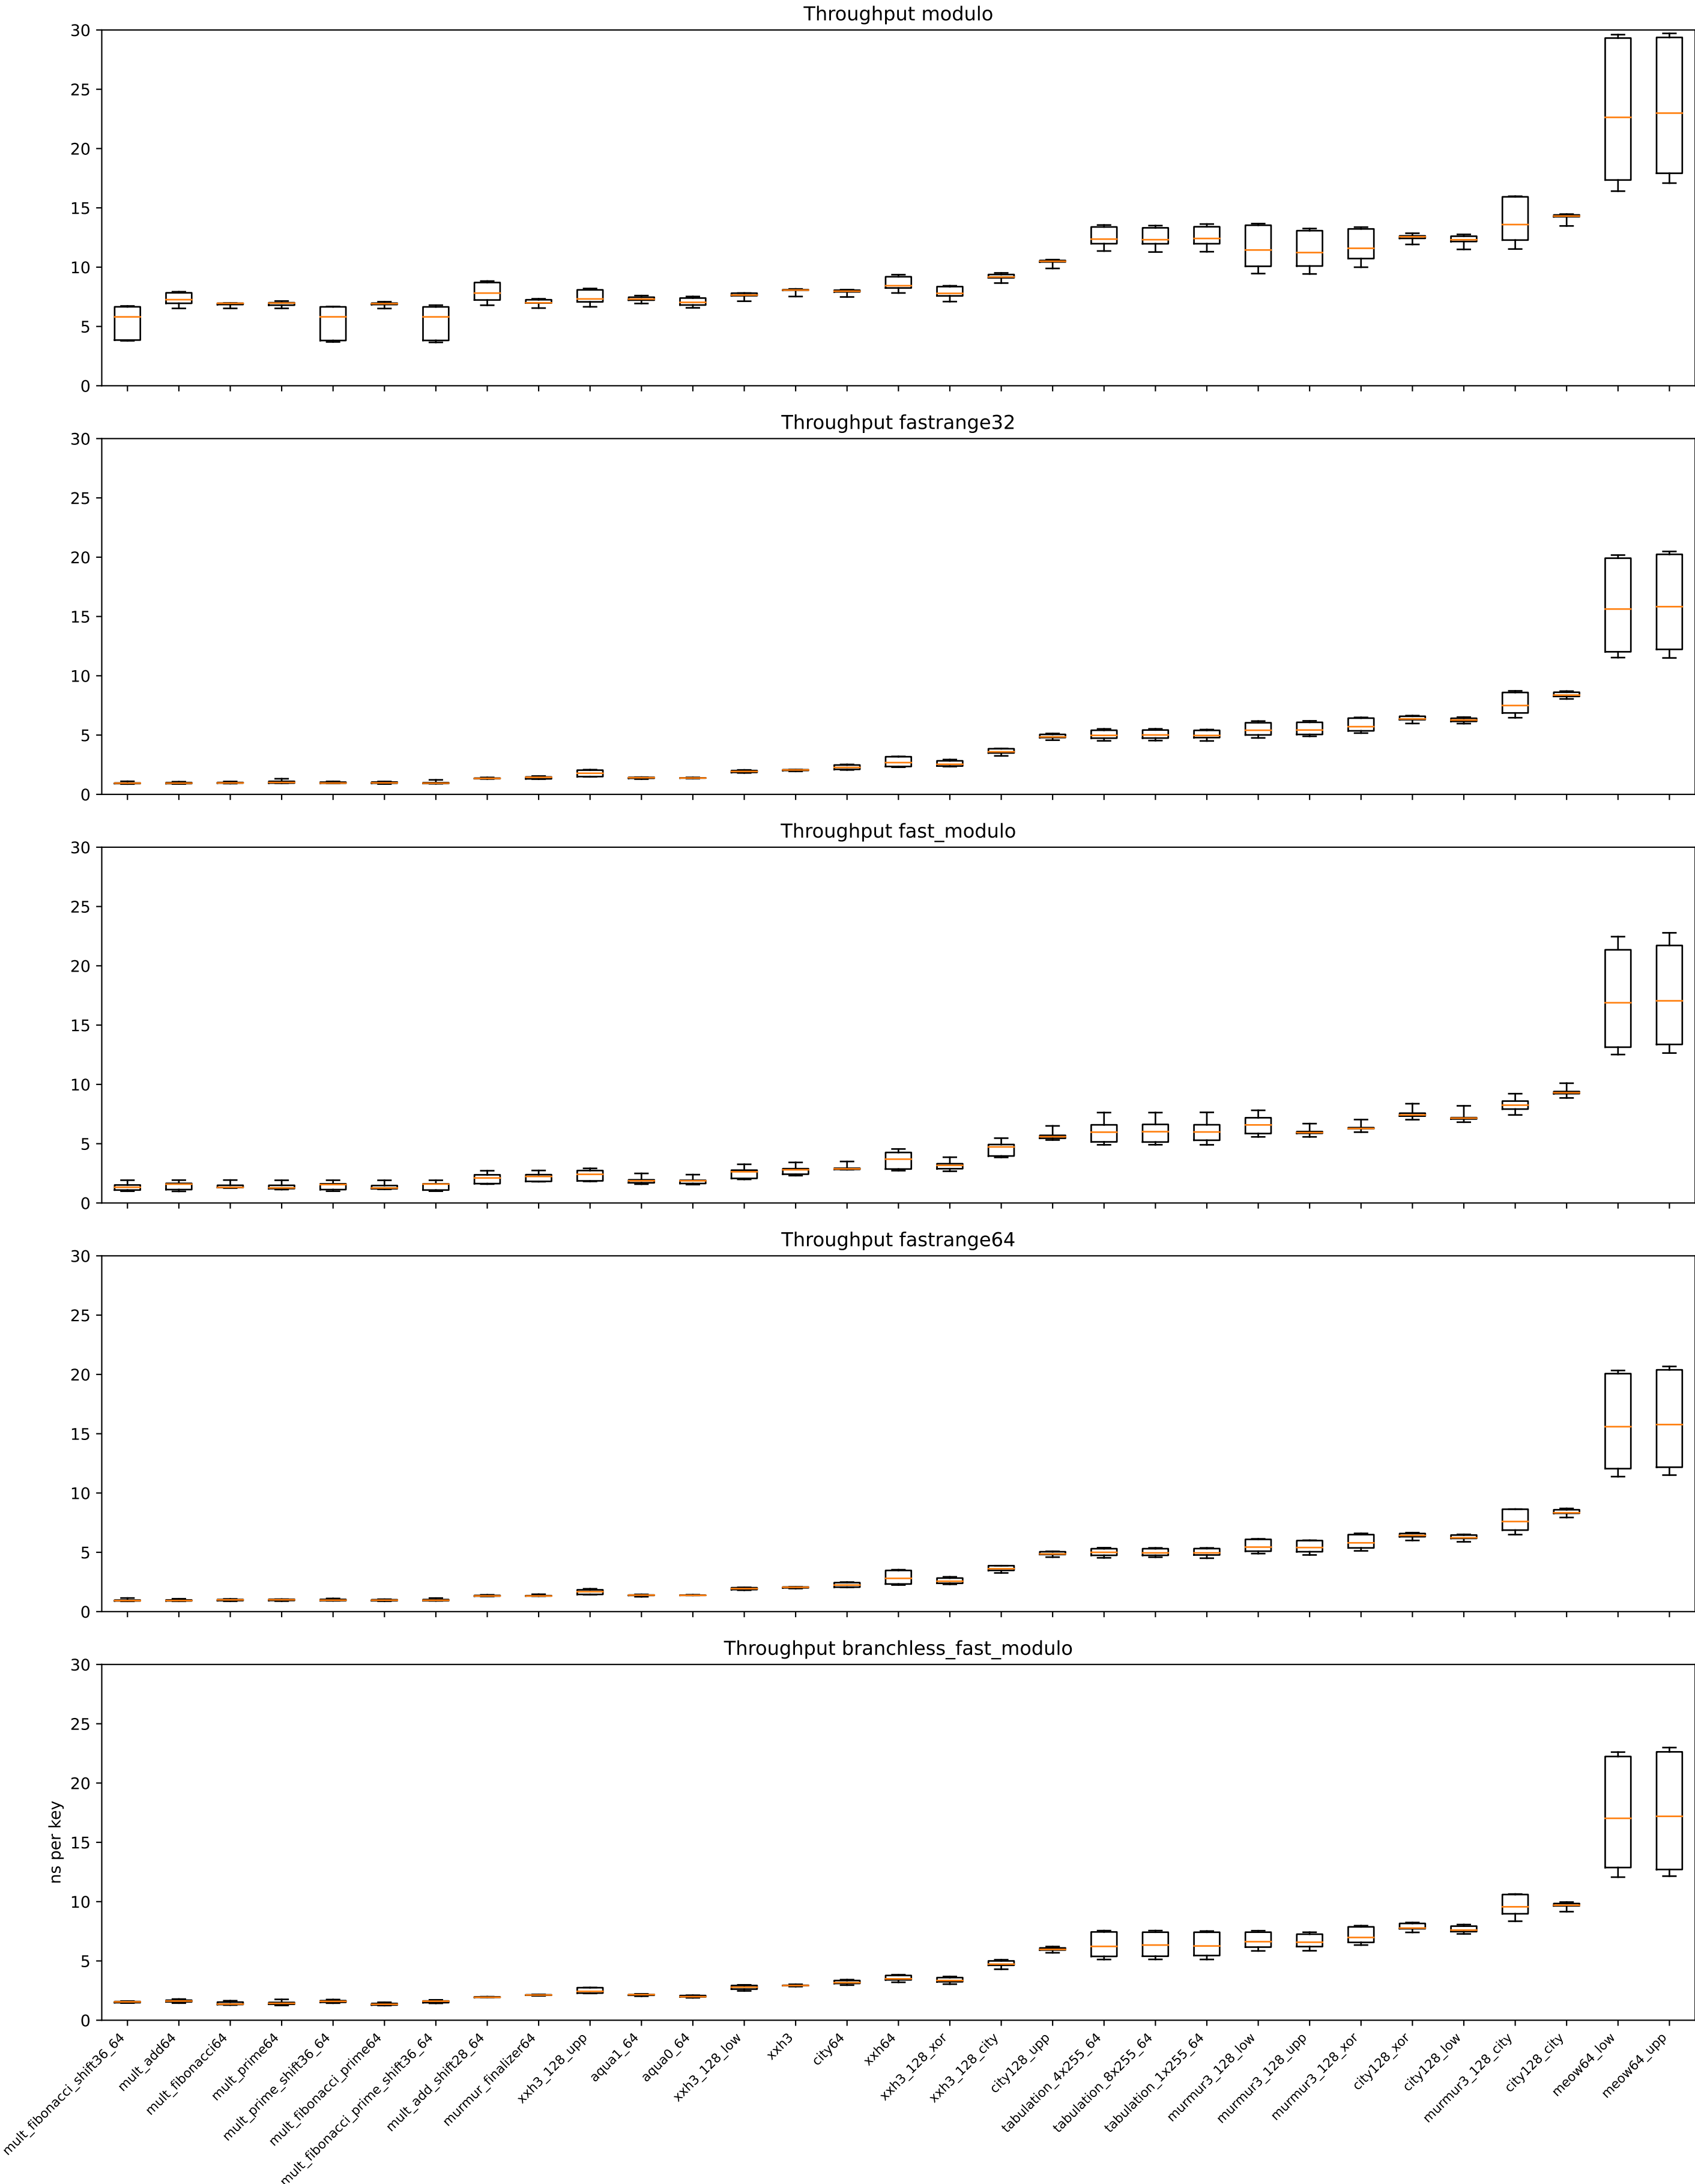 Throughput modulo
30
25
20
15
10
5
0
Throughput fastrange32
30
25
20
15
10
5
0
Throughput fast_modulo
30
25
20
15
10
5
0
Throughput fastrange64
30
25
20
15
10
5
0
Throughput branchless_fast_modulo
30
25
20
15
10
5
0
ns per key
mult_fibonacci_shift36_64
mult_add64
mult_fibonacci64
mult_prime64
mult_prime_shift36_64
mult_fibonacci_prime64
mult_fibonacci_prime_shift36_64
mult_add_shift28_64
murmur_finalizer64
xxh3_128_upp
aqua1_64
aqua0_64
xxh3_128_low
xxh3
city64
xxh64
xxh3_128_xor
xxh3_128_city
city128_upp
tabulation_4x255_64
tabulation_8x255_64
tabulation_1x255_64
murmur3_128_low
murmur3_128_upp
murmur3_128_xor
city128_xor
city128_low
murmur3_128_city
city128_city
meow64_low
meow64_upp